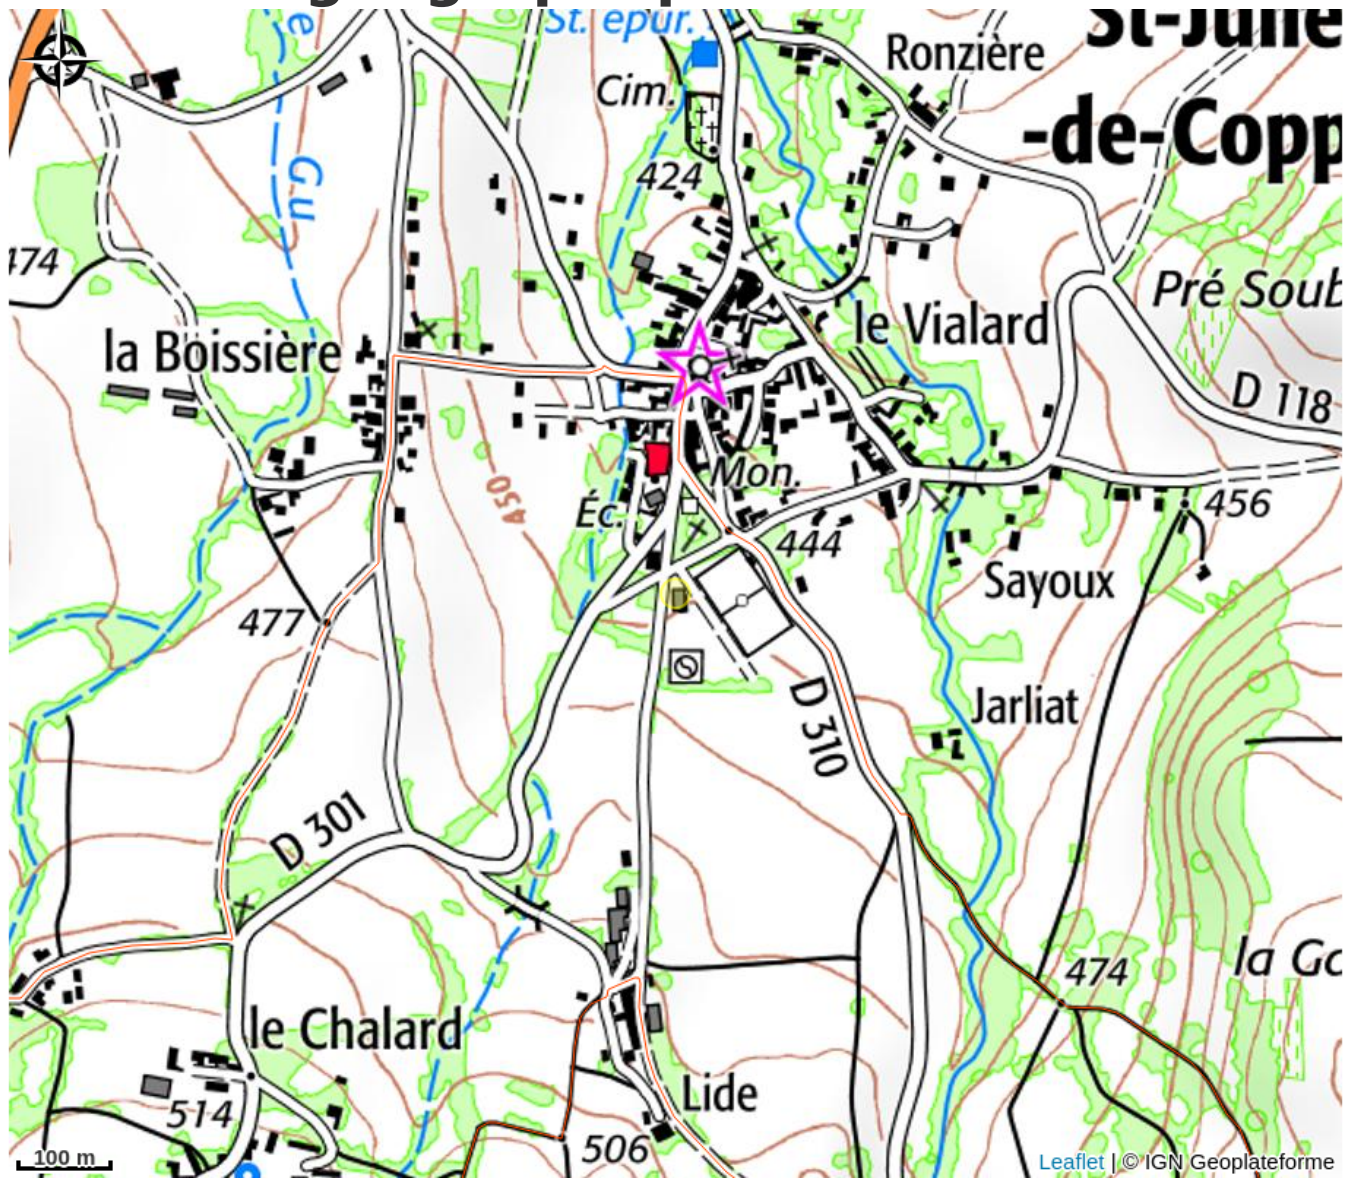 St. épur.
Ronzière
St-Julie
-de-Copp
Cim.
424
Gu
474
Pré Soub
la Boissière
le Vialard
D 118
450
Mon.
Éc.
444
456
Sayoux
477
Jarliat
D 310
D 301
474
la Go
le Chalard
Lide
514
506
100 m
Leaflet | © IGN Geoplateforme